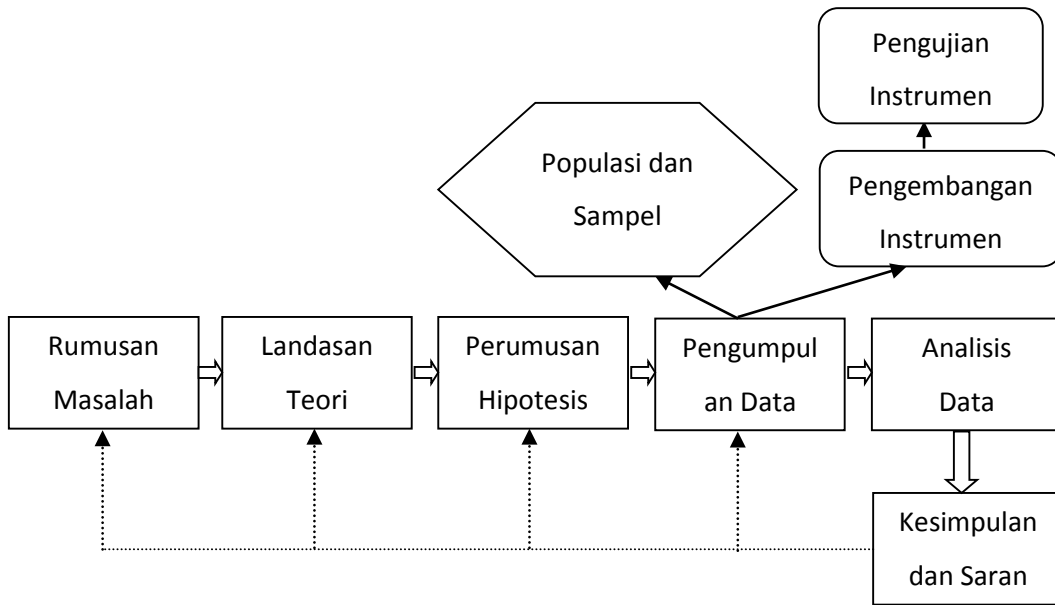 Pengujian
Instrumen
Populasi dan
Sampel
Pengembangan
Instrumen
Rumusan
Masalah
Landasan
Teori
Perumusan
Hipotesis
Pengumpul
an Data
Analisis
Data
Kesimpulan
dan Saran